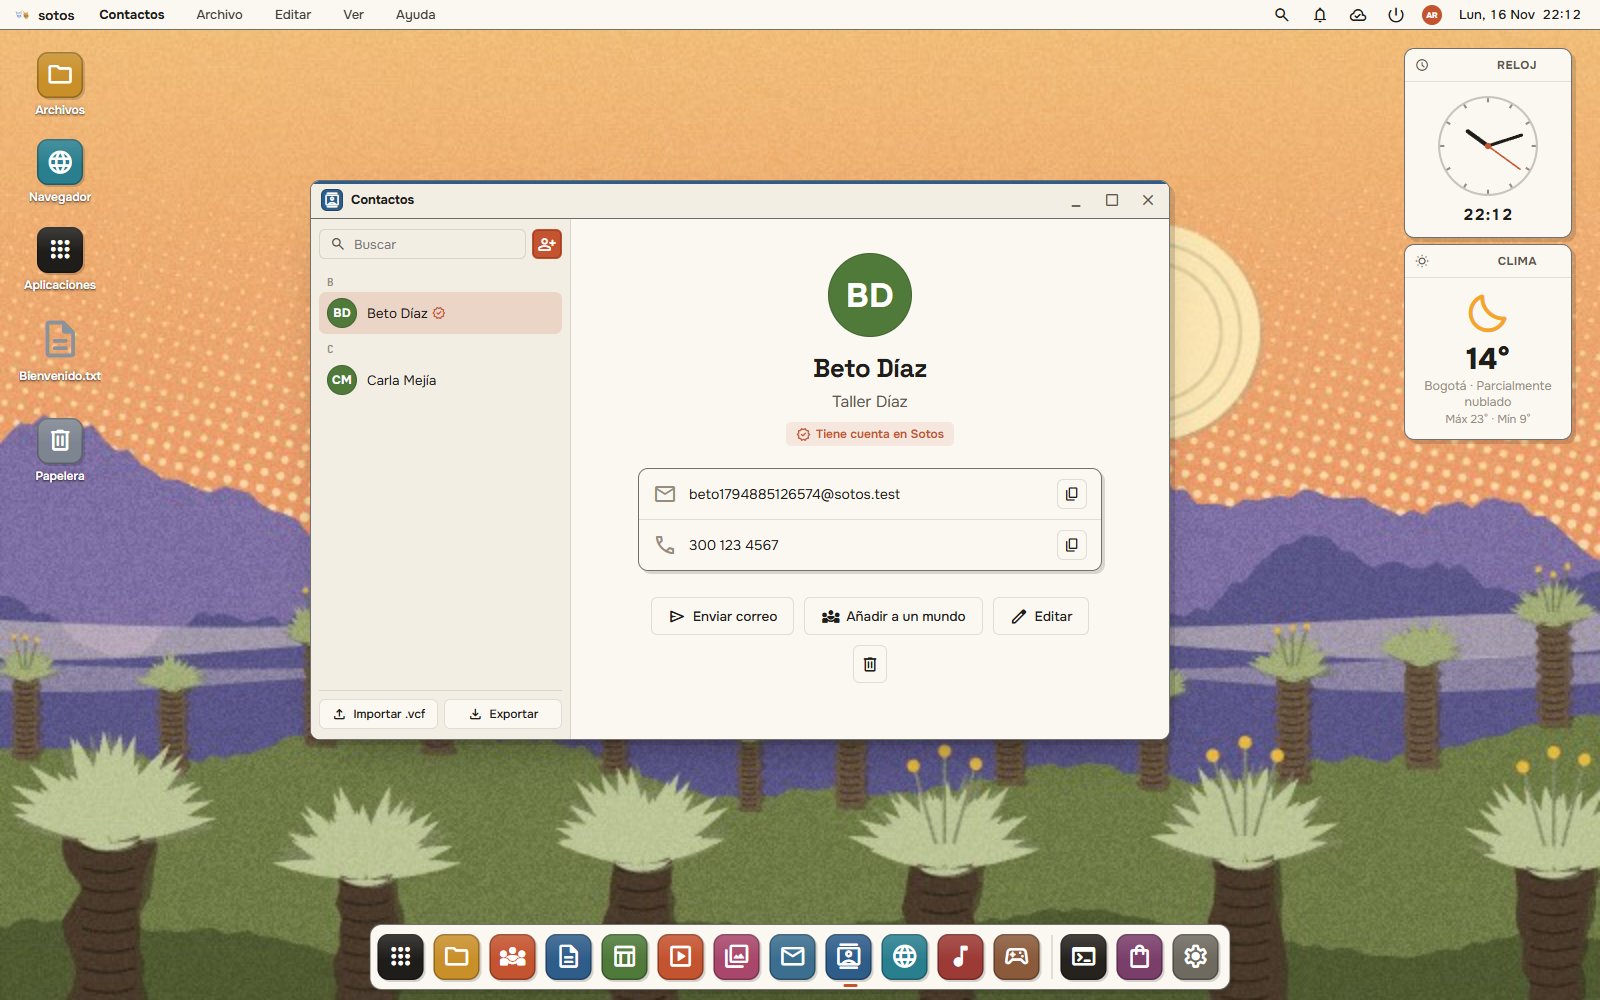 sotos Contactos Archivo Editar Ver Ayuda
AR Lun, 16 Nov 22:12
Archivos
Navegador
Aplicaciones
Bienvenido.txt
Papelera
Contactos
Buscar
B
BD Beto Díaz
C
CM Carla Mejía
Importar .vcf Exportar
BD
Beto Díaz
Taller Díaz
Tiene cuenta en Sotos
beto1794885126574@sotos.test
300 123 4567
Enviar correo Añadir a un mundo Editar
RELOJ
22:12
CLIMA
14°
Bogotá · Parcialmente
nublado
Máx 23° · Mín 9°